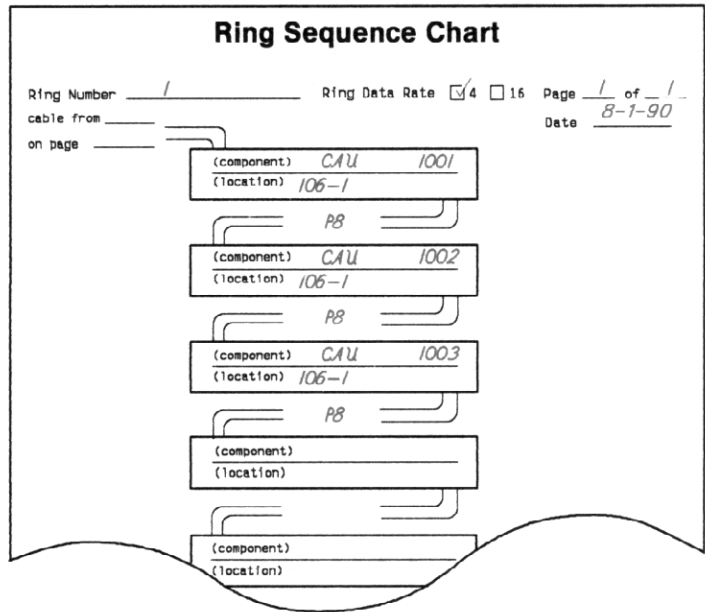 Ring Sequence Chart
Ring Number 1 Ring Data Rate ☑ 4 ☐ 16 Page 1 of 1
cable from Date 8-1-90
on page
(component) CAU 1001
(location) 106-1
P8
(component) CAU 1002
(location) 106-1
P8
(component) CAU 1003
(location) 106-1
P8
(component)
(location)
(component)
(location)